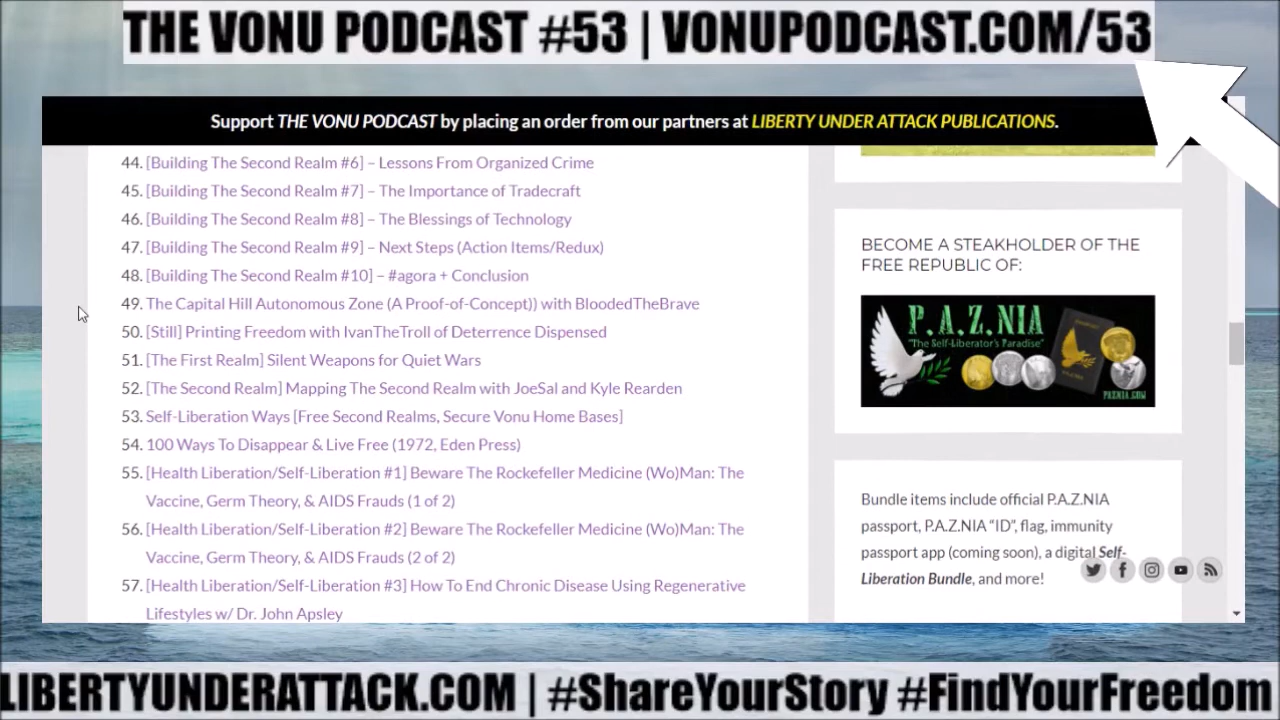 THE VONU PODCAST #53 | VONUPODCAST.COM/53
Support THE VONU PODCAST by placing an order from our partners at LIBERTY UNDER ATTACK PUBLICATIONS.
44. [Building The Second Realm #6] – Lessons From Organized Crime
45. [Building The Second Realm #7] – The Importance of Tradecraft
46. [Building The Second Realm #8] – The Blessings of Technology
47. [Building The Second Realm #9] – Next Steps (Action Items/Redux)
48. [Building The Second Realm #10] – #agora + Conclusion
49. The Capital Hill Autonomous Zone (A Proof-of-Concept)) with BloodedTheBrave
50. [Still] Printing Freedom with IvanTheTroll of Deterrence Dispensed
51. [The First Realm] Silent Weapons for Quiet Wars
52. [The Second Realm] Mapping The Second Realm with JoeSal and Kyle Rearden
53. Self-Liberation Ways [Free Second Realms, Secure Vonu Home Bases]
54. 100 Ways To Disappear & Live Free (1972, Eden Press)
55. [Health Liberation/Self-Liberation #1] Beware The Rockefeller Medicine (Wo)Man: The
Vaccine, Germ Theory, & AIDS Frauds (1 of 2)
56. [Health Liberation/Self-Liberation #2] Beware The Rockefeller Medicine (Wo)Man: The
Vaccine, Germ Theory, & AIDS Frauds (2 of 2)
57. [Health Liberation/Self-Liberation #3] How To End Chronic Disease Using Regenerative
Lifestyles w/ Dr. John Apsley
BECOME A STEAKHOLDER OF THE
FREE REPUBLIC OF:
P.A.Z.NIA
"The Self-Liberator's Paradise"
PAZNIA.COM
Bundle items include official P.A.Z.NIA
passport, P.A.Z.NIA “ID”, flag, immunity
passport app (coming soon), a digital Self-
Liberation Bundle, and more!
LIBERTYUNDERATTACK.COM | #ShareYourStory #FindYourFreedom